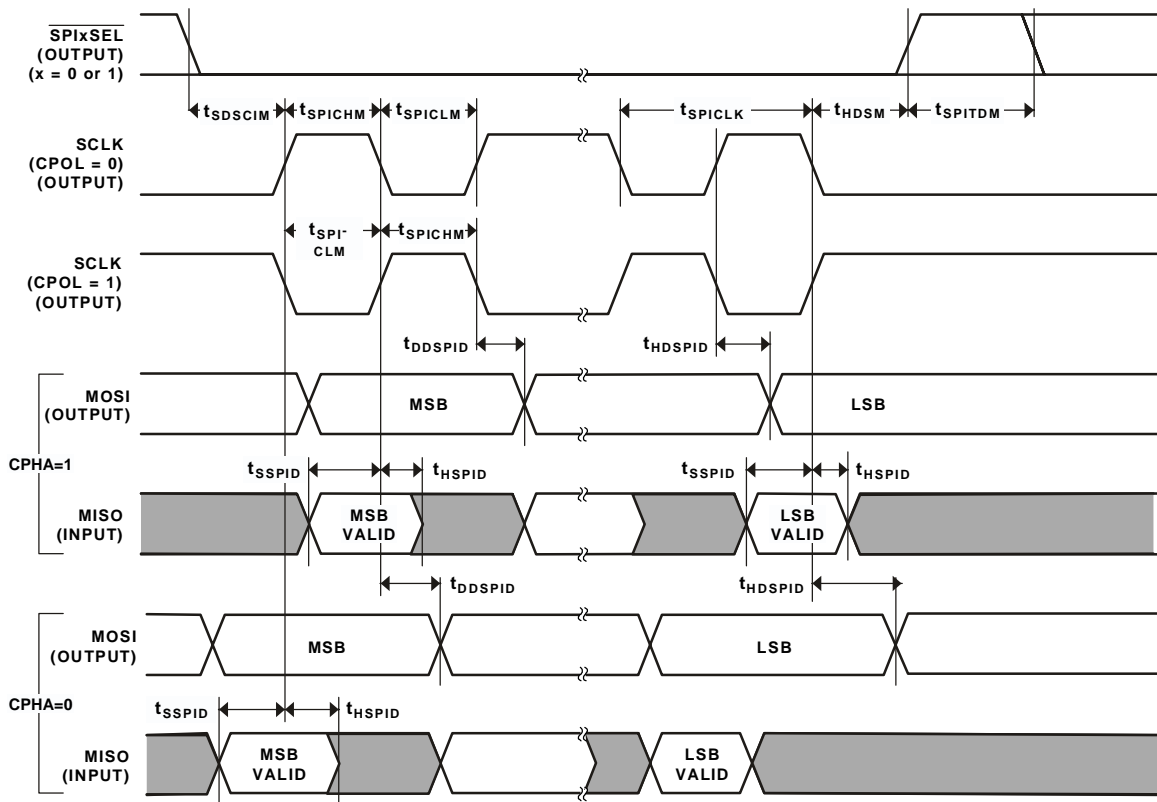 SPIxSEL
(OUTPUT)
(x = 0 or 1)
tSDSCIM
tSPICHM
tSPICLM
tSPICLK
tHDSM
tSPITDM
SCLK
(CPOL = 0)
(OUTPUT)
tSPI-
CLM
tSPICHM
SCLK
(CPOL = 1)
(OUTPUT)
tDDSPID
tHDSPID
MOSI
(OUTPUT)
MSB
LSB
CPHA=1
tSSPID
tHSPID
tSSPID
tHSPID
MISO
(INPUT)
MSB
VALID
LSB
VALID
tDDSPID
tHDSPID
MOSI
(OUTPUT)
MSB
LSB
CPHA=0
tSSPID
tHSPID
MISO
(INPUT)
MSB
VALID
LSB
VALID